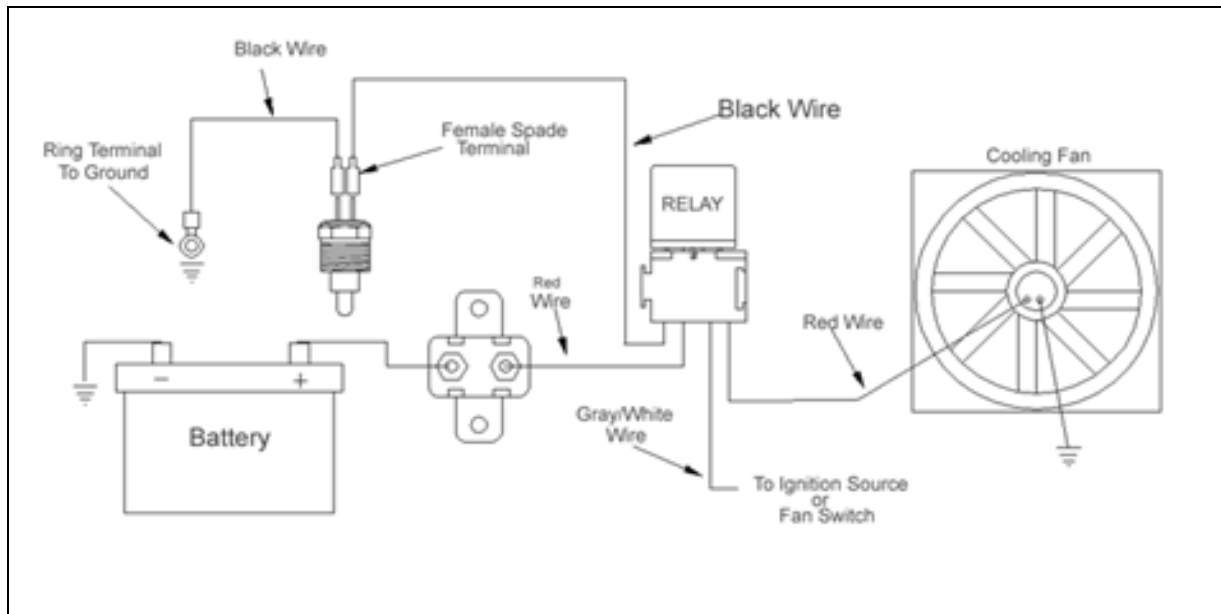 Black Wire
Black Wire
Female Spade
Terminal
Ring Terminal
To Ground
Cooling Fan
RELAY
Red
Wire
Red Wire
−
+
Battery
Gray/White
Wire
To Ignition Source
or
Fan Switch